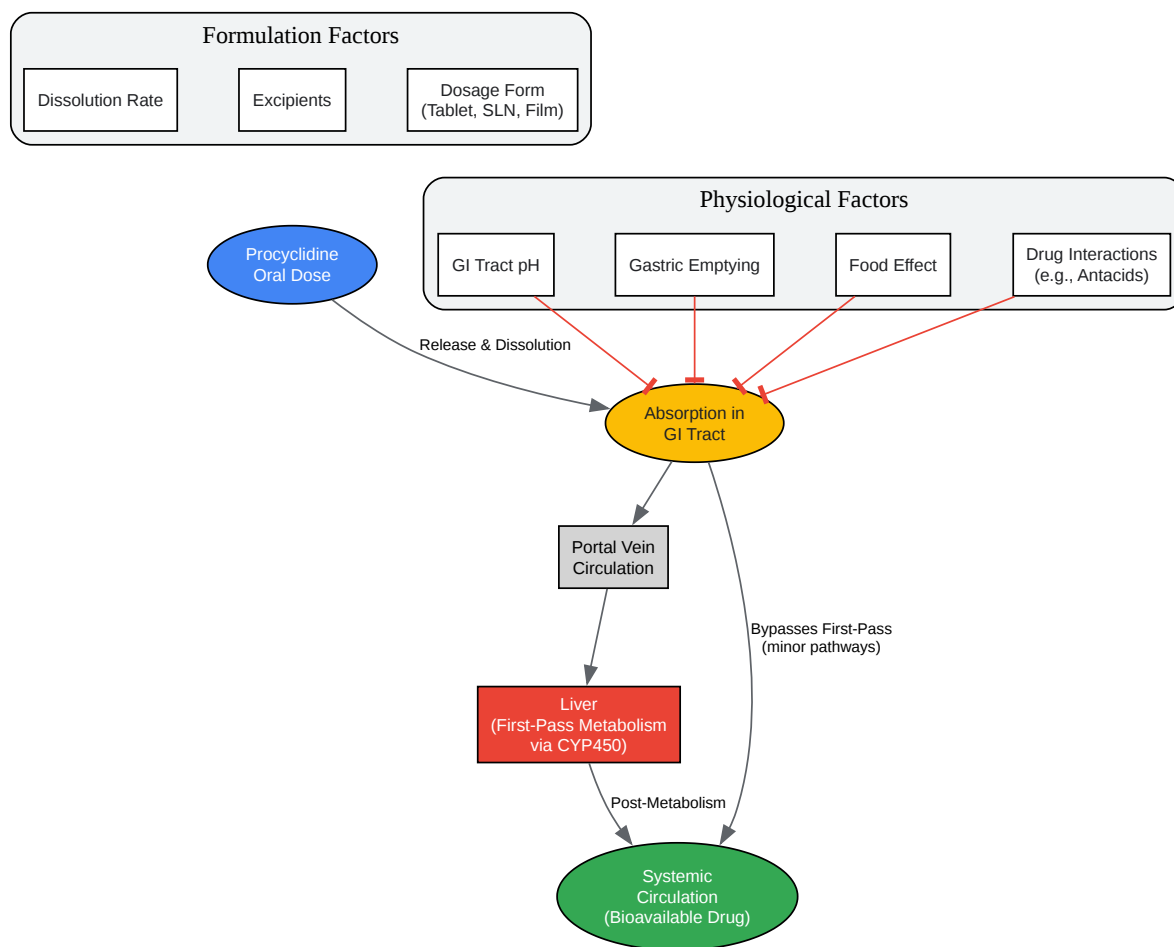 Formulation Factors
Dissolution Rate
Excipients
Dosage Form
(Tablet, SLN, Film)
Physiological Factors
GI Tract pH
Gastric Emptying
Food Effect
Drug Interactions
(e.g., Antacids)
Procyclidine
Oral Dose
Release & Dissolution
Absorption in
GI Tract
Portal Vein
Circulation
Bypasses First-Pass
(minor pathways)
Liver
(First-Pass Metabolism
via CYP450)
Post-Metabolism
Systemic
Circulation
(Bioavailable Drug)